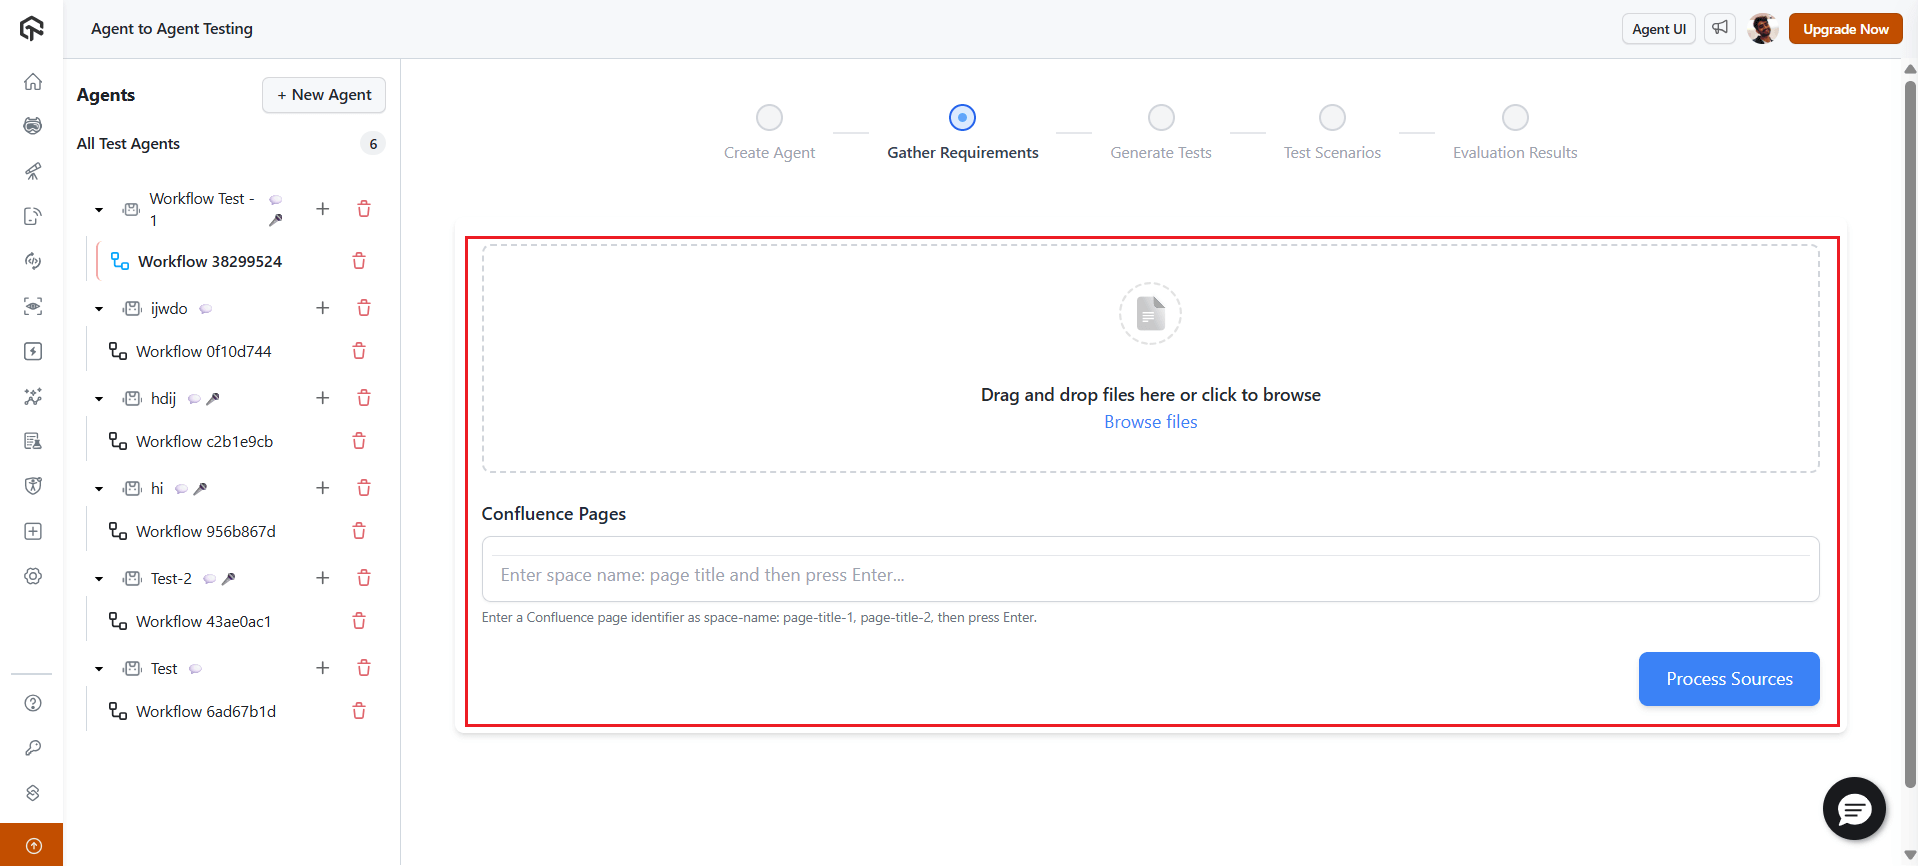 Agent to Agent Testing
Agent UI
Upgrade Now
Agents
+ New Agent
All Test Agents
6
Workflow Test -
1
Workflow 38299524
ijwdo
Workflow 0f10d744
hdij
Workflow c2b1e9cb
hi
Workflow 956b867d
Test-2
Workflow 43ae0ac1
Test
Workflow 6ad67b1d
Create Agent
Gather Requirements
Generate Tests
Test Scenarios
Evaluation Results
Drag and drop files here or click to browse
Browse files
Confluence Pages
Enter space name: page title and then press Enter...
Enter a Confluence page identifier as space-name: page-title-1, page-title-2, then press Enter.
Process Sources